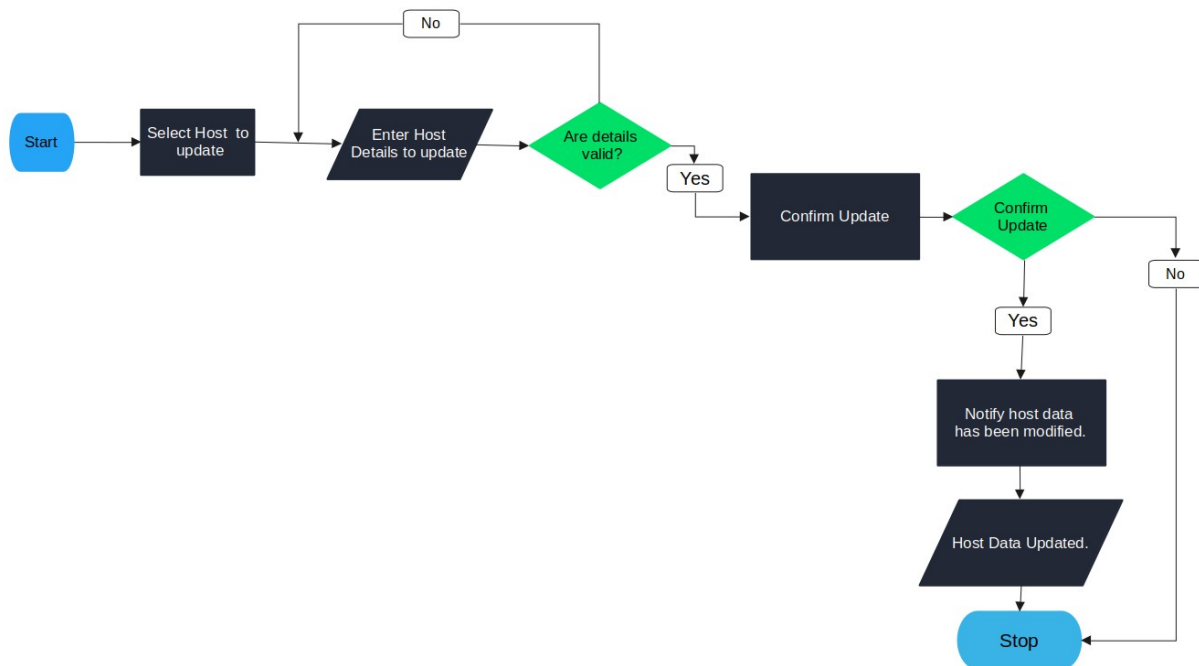 No
Start
Select Host to
update
Enter Host
Details to update
Are details
valid?
Yes
Confirm Update
Confirm
Update
No
Yes
Notify host data
has been modified.
Host Data Updated.
Stop